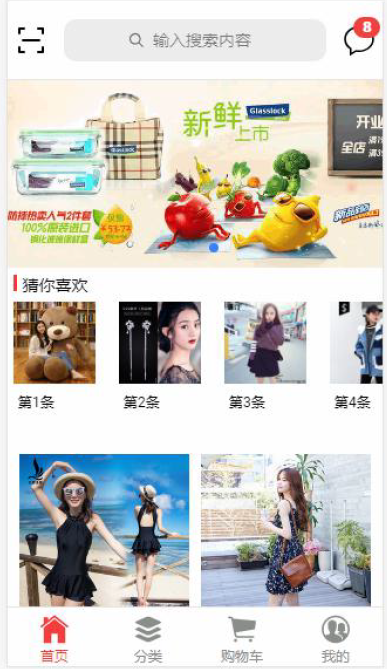 8
输入搜索内容
新鲜
Glasslock
上市
开业
全店
防摔热卖人气2件套
100%原装进口
猜你喜欢
第1条
第2条
第3条
第4条
首页
分类
购物车
我的